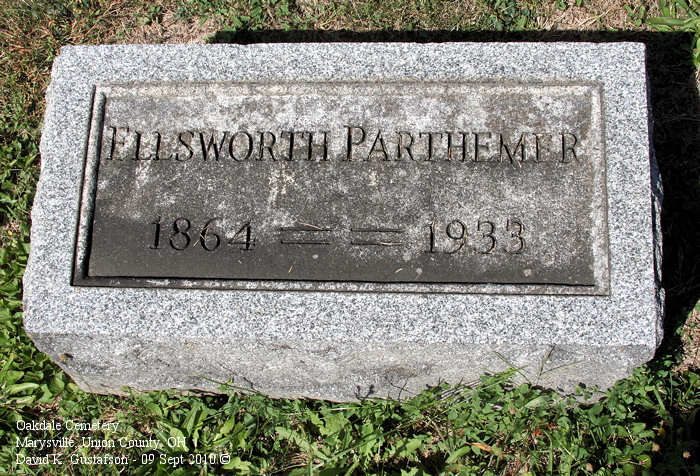 ELLSWORTH PARTHEMER
1864 == 1933
Oakdale Cemetery
Marysville, Union County, OH
David K. Gustafson - 09 Sept 2010 ©